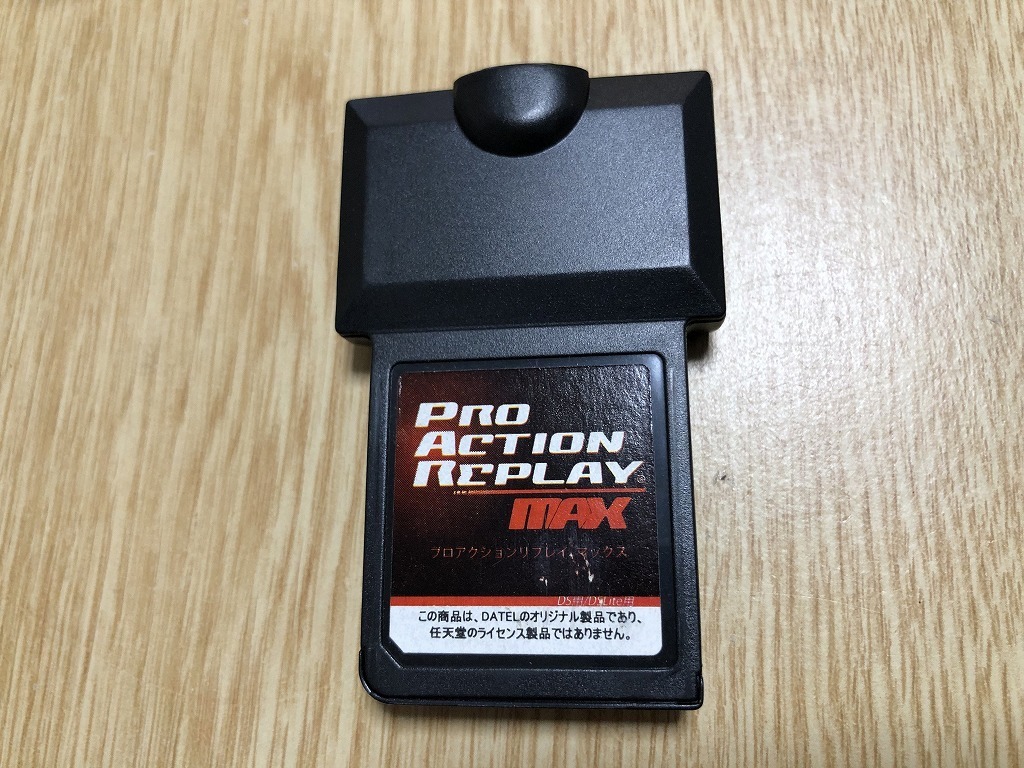 PRO
ACTION
REPLAY
MAX
プロアクションリプレイ マックス
DS用/DSLite用
この商品は、DATELのオリジナル製品であり、
任天堂のライセンス製品ではありません。